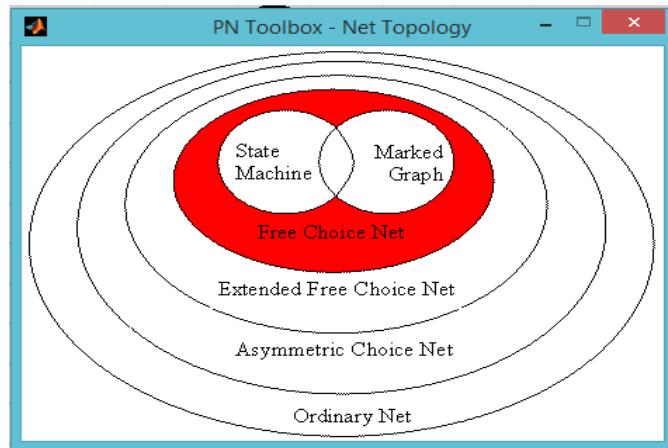 PN Toolbox - Net Topology
State
Machine
Marked
Graph
Free Choice Net
Extended Free Choice Net
Asymmetric Choice Net
Ordinary Net